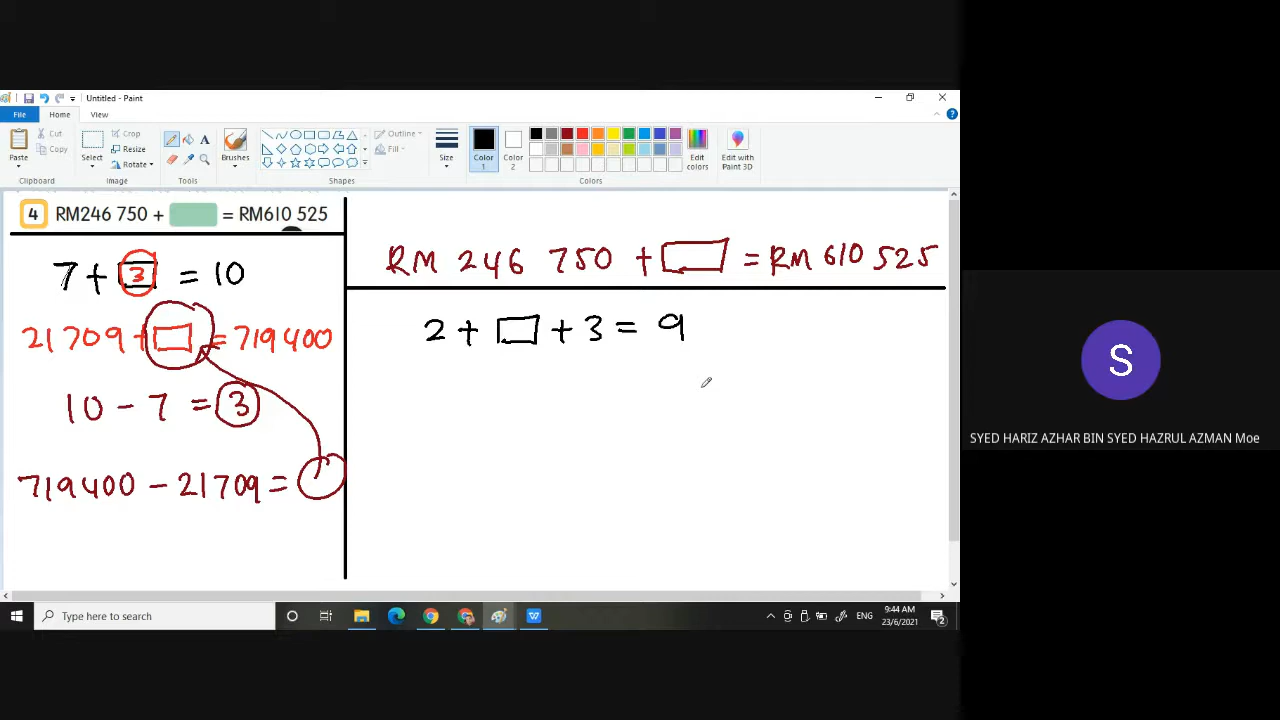 Untitled - Paint
File Home View
Paste
Cut
Copy
Clipboard
Select
Crop
Resize
Rotate
Image
Tools
Brushes
Shapes
Outline
Fill
Size
Color 1
Color 2
Colors
Edit colors
Edit with Paint 3D
4 RM246 750 + = RM610 525
7 + 3 = 10
21709 + □ = 719400
10 - 7 = 3
719400 - 21709 =
RM 246 750 + □ = RM 610 525
2 + □ + 3 = 9
S
SYED HARIZ AZHAR BIN SYED HAZRUL AZMAN Moe
Type here to search
ENG
9:44 AM
23/6/2021
2